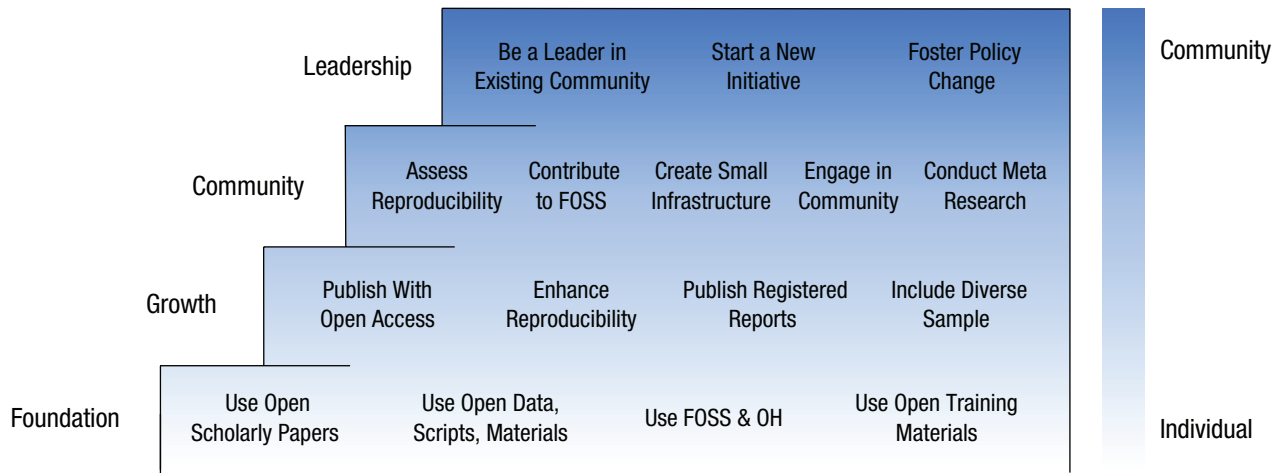 Leadership
Be a Leader in
Existing Community
Start a New
Initiative
Foster Policy
Change
Community
Community
Assess
Reproducibility
Contribute
to FOSS
Create Small
Infrastructure
Engage in
Community
Conduct Meta
Research
Growth
Publish With
Open Access
Enhance
Reproducibility
Publish Registered
Reports
Include Diverse
Sample
Foundation
Use Open
Scholarly Papers
Use Open Data,
Scripts, Materials
Use FOSS & OH
Use Open Training
Materials
Individual